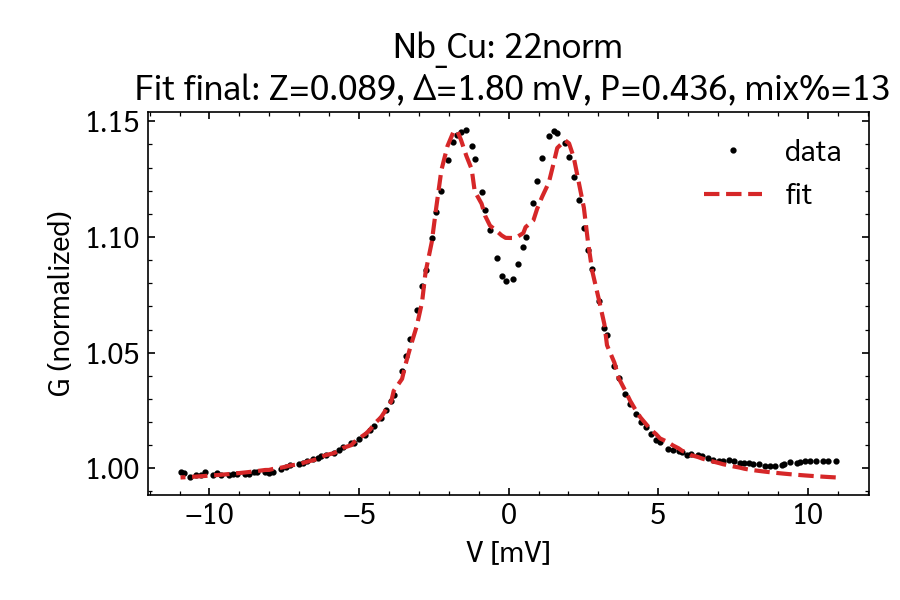 Nb_Cu: 22norm
Fit final: Z=0.089, Δ=1.80 mV, P=0.436, mix%=13
1.15
1.10
1.05
1.00
G (normalized)
data
fit
−10
−5
0
5
10
V [mV]